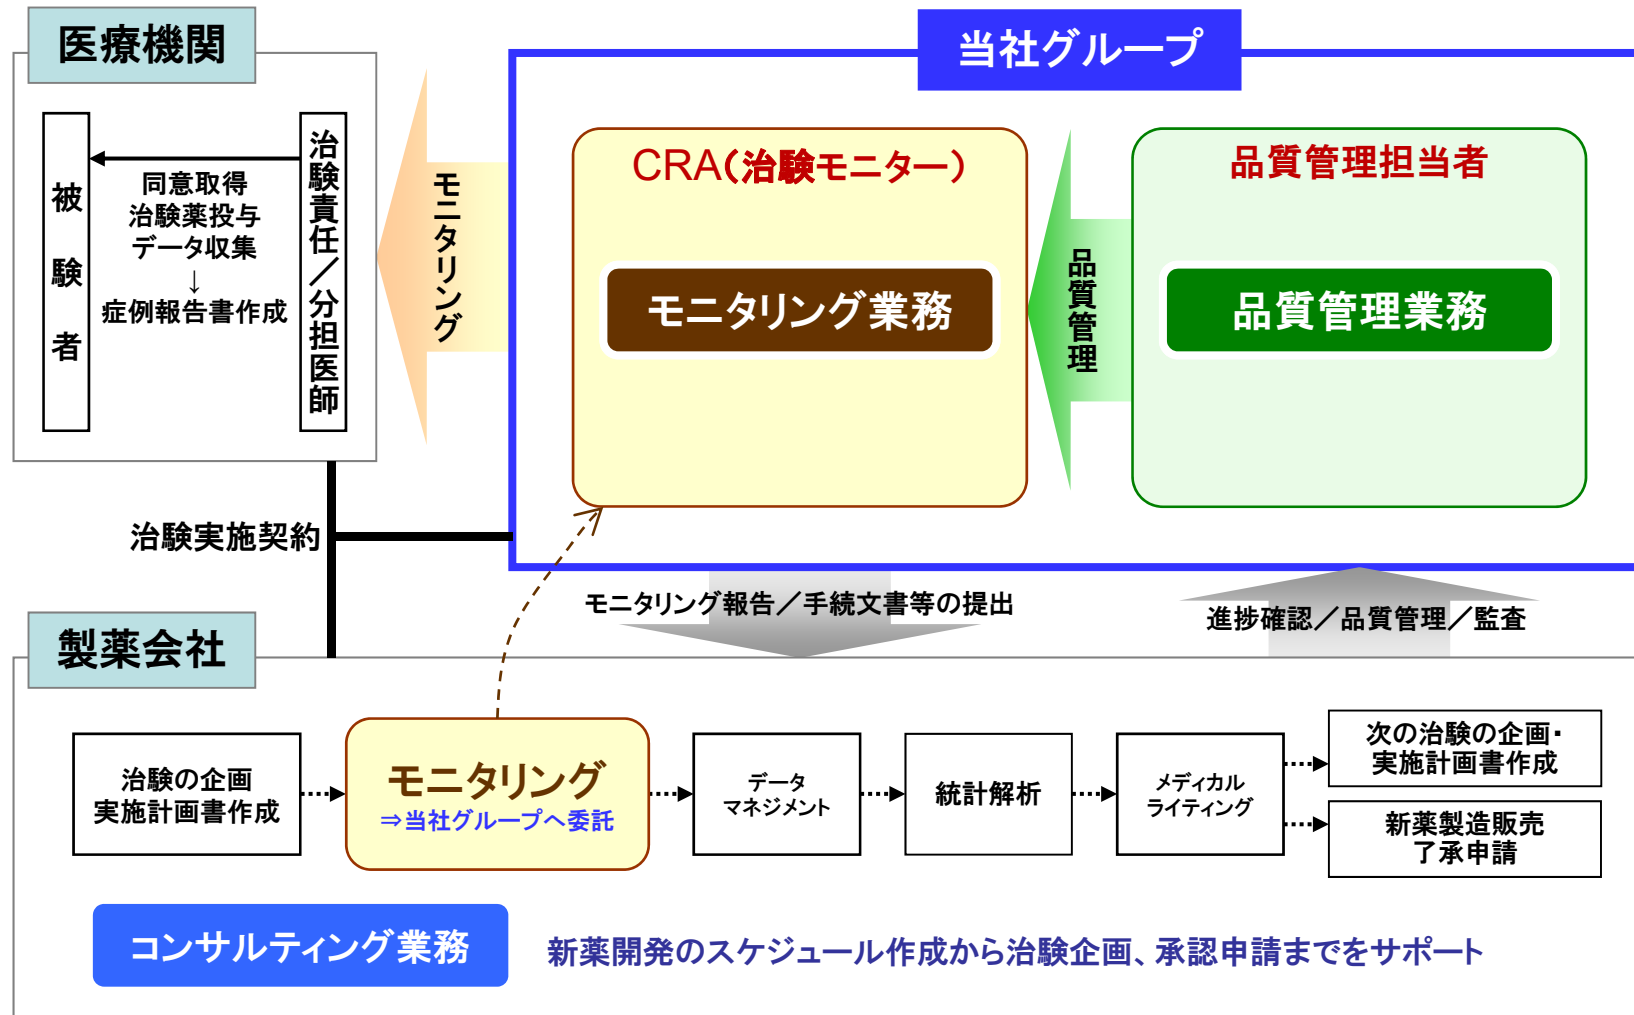 医療機関
当社グループ
被験者
同意取得
治験薬投与
データ収集
↓
症例報告書作成
治験責任／分担医師
モニタリング
CRA（治験モニター）
モニタリング業務
品質管理
品質管理担当者
品質管理業務
治験実施契約
モニタリング報告／手続文書等の提出
進捗確認／品質管理／監査
製薬会社
治験の企画
実施計画書作成
モニタリング
⇒当社グループへ委託
データ
マネジメント
統計解析
メディカル
ライティング
次の治験の企画・
実施計画書作成
新薬製造販売
了承申請
コンサルティング業務
新薬開発のスケジュール作成から治験企画、承認申請までをサポート